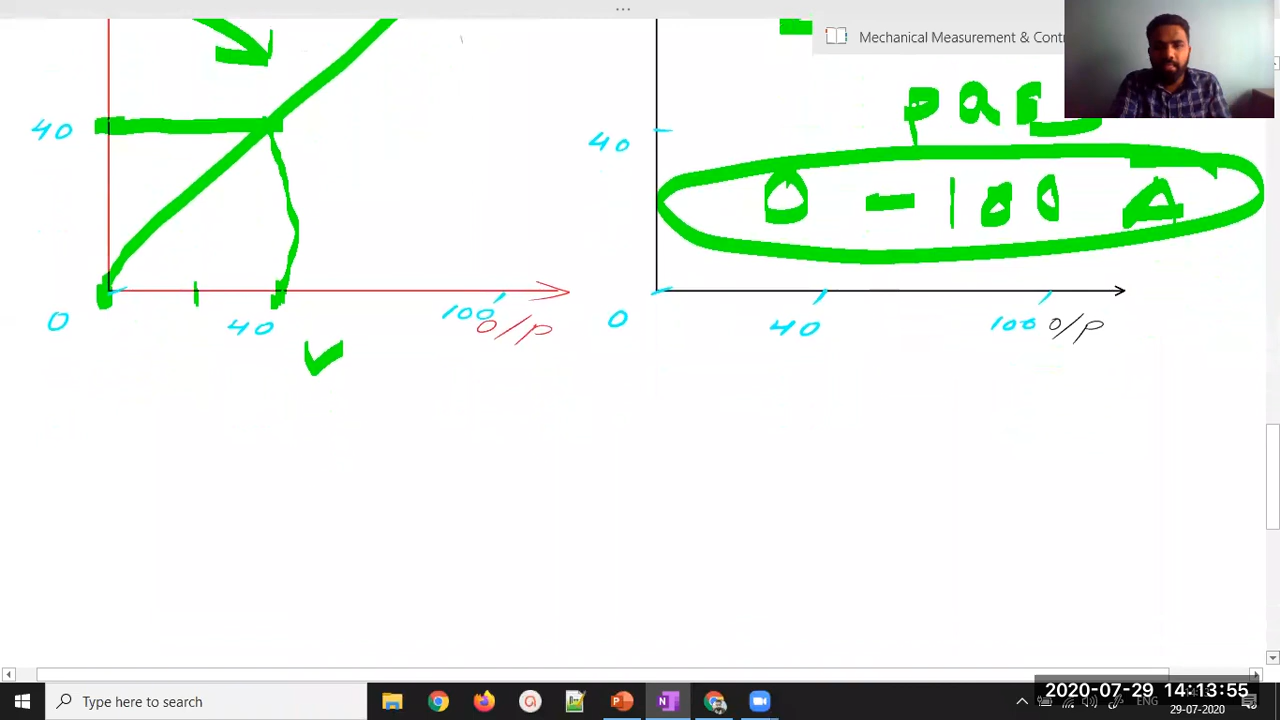 Mechanical Measurement & Contr
40
0
40
100
O/P
40
0 - 100 A
0
40
100 O/P
Type here to search
ENG
2020-07-29 14:13:55
29-07-2020